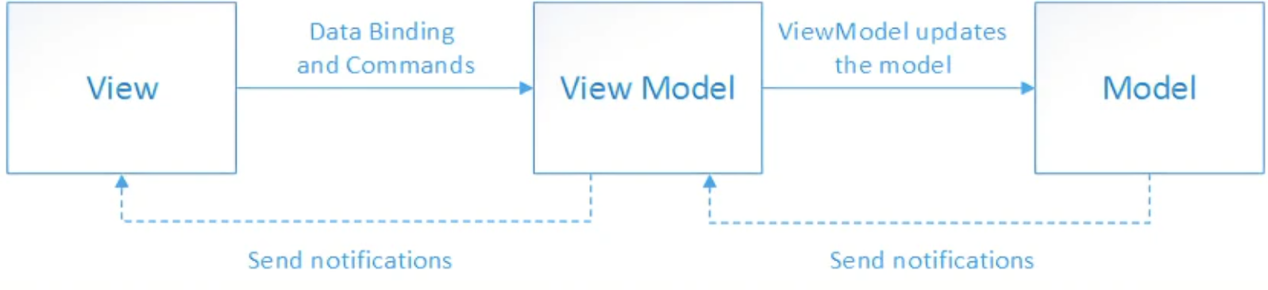 View
Data Binding
and Commands
View Model
ViewModel updates
the model
Model
Send notifications
Send notifications